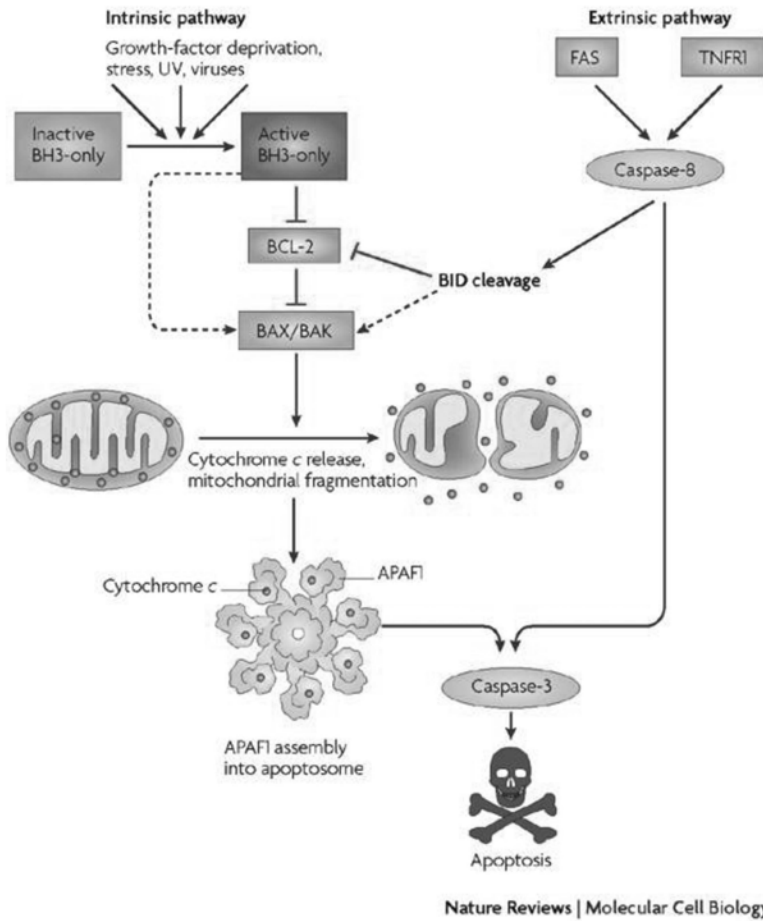 Intrinsic pathway
Extrinsic pathway
Growth-factor deprivation,
stress, UV, viruses
FAS
TNFR1
Inactive
BH3-only
Active
BH3-only
Caspase-8
BCL-2
BID cleavage
BAX/BAK
Cytochrome c release,
mitochondrial fragmentation
Cytochrome c
APAF1
Caspase-3
APAF1 assembly
into apoptosome
Apoptosis
Nature Reviews | Molecular Cell Biology